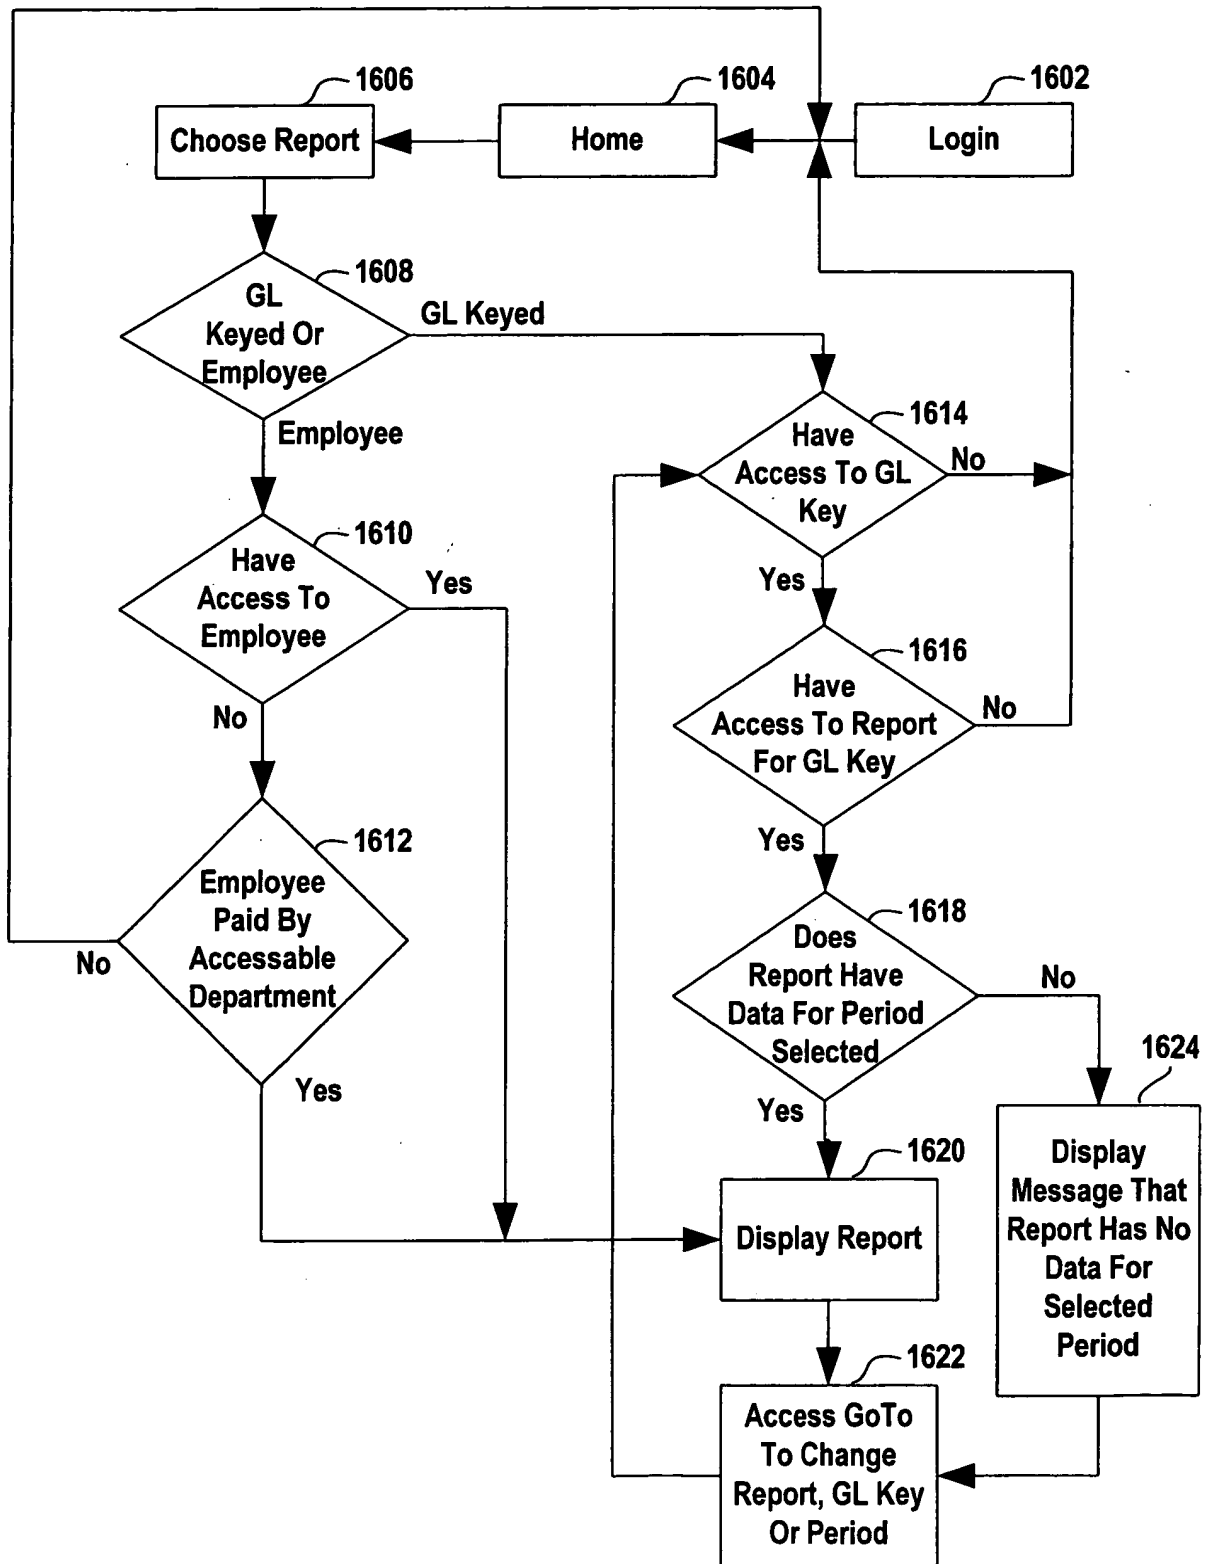 1606
1604
1602
Choose Report
Home
Login
1608
GL
Keyed Or
Employee
GL Keyed
Employee
1614
Have
Access To GL
Key
No
Yes
1610
Have
Access To
Employee
Yes
No
1616
Have
Access To Report
For GL Key
No
Yes
1612
Employee
Paid By
Accessable
Department
No
Yes
1618
Does
Report Have
Data For Period
Selected
No
Yes
1624
Display
Message That
Report Has No
Data For
Selected
Period
1620
Display Report
1622
Access GoTo
To Change
Report, GL Key
Or Period